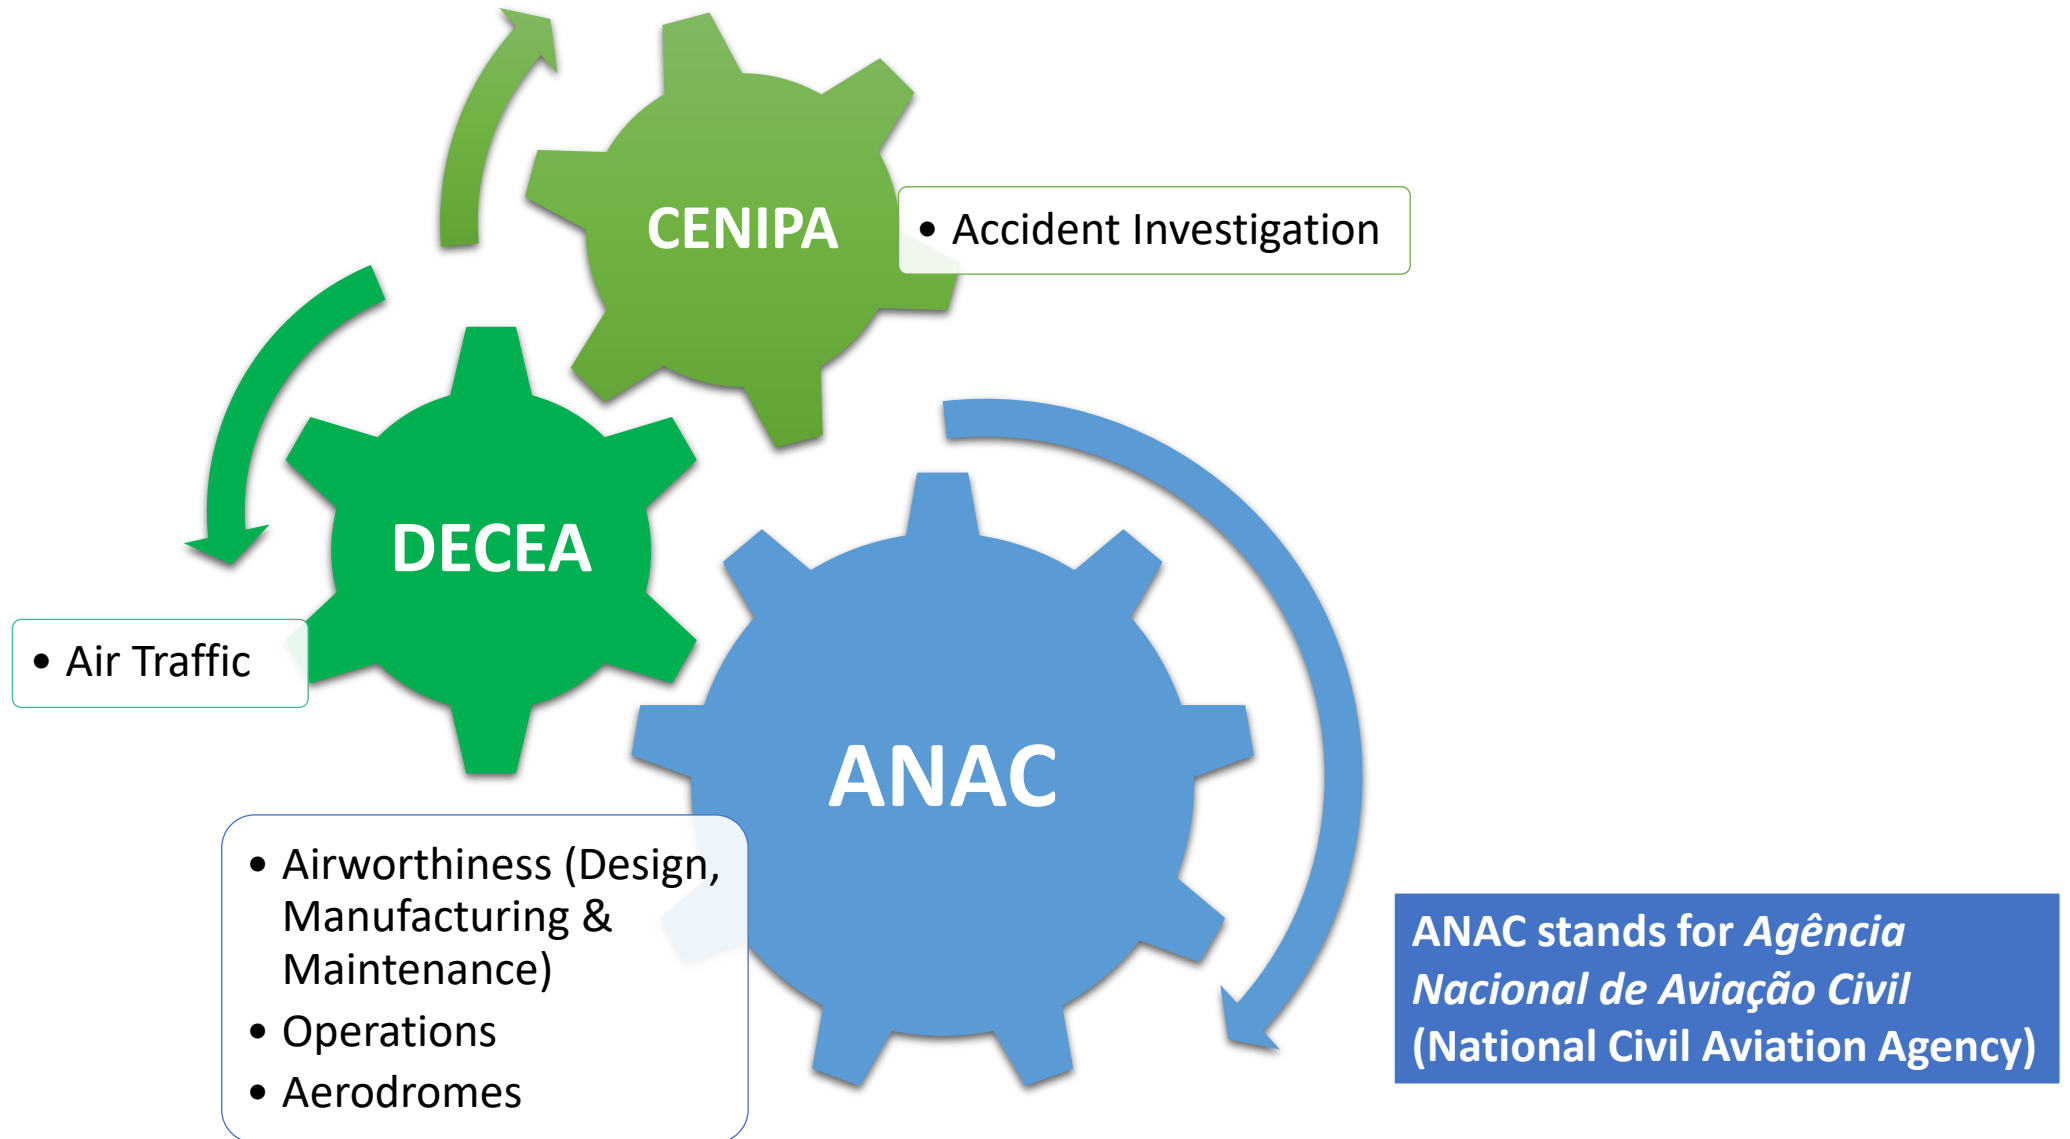 CENIPA
• Accident Investigation
DECEA
• Air Traffic
ANAC
• Airworthiness (Design,
Manufacturing &
Maintenance)
• Operations
• Aerodromes
ANAC stands for Agência
Nacional de Aviação Civil
(National Civil Aviation Agency)